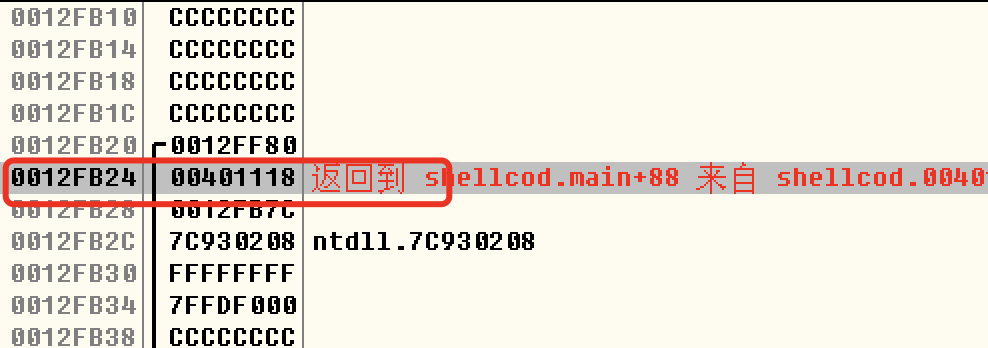 0012FB10 CCCCCCCC
0012FB14 CCCCCCCC
0012FB18 CCCCCCCC
0012FB1C CCCCCCCC
0012FB20 0012FF80
0012FB24 00401118 返回到 shellcod.main+88 来自 shellcod.0040
0012FB28 0012FB7C
0012FB2C 7C930208 ntdll.7C930208
0012FB30 FFFFFFFF
0012FB34 7FFDF000
0012FB38 CCCCCCCC